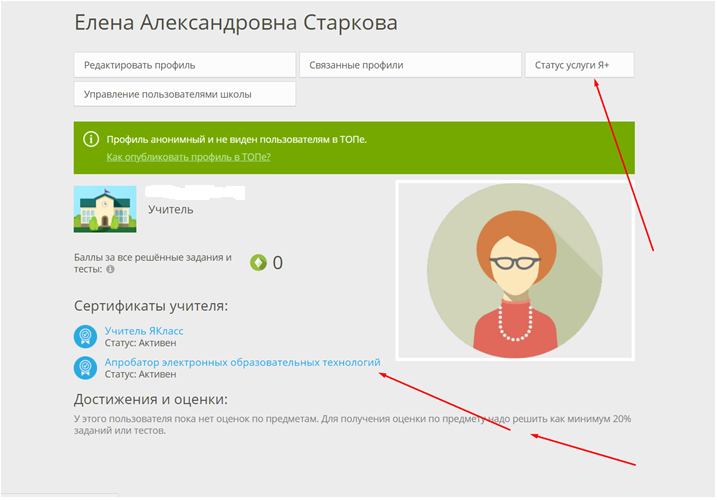 Елена Александровна Старкова
Редактировать профиль
Связанные профили
Статус услуги Я+
Управление пользователями школы
Профиль анонимный и не виден пользователям в ТОПе.
Как опубликовать профиль в ТОПе?
Учитель
Баллы за все решённые задания и
тесты:
0
Сертификаты учителя:
Учитель ЯКласс
Статус: Активен
Апробатор электронных образовательных технологий
Статус: Активен
Достижения и оценки:
У этого пользователя пока нет оценок по предметам. Для получения оценки по предмету надо решить как минимум 20%
заданий или тестов.